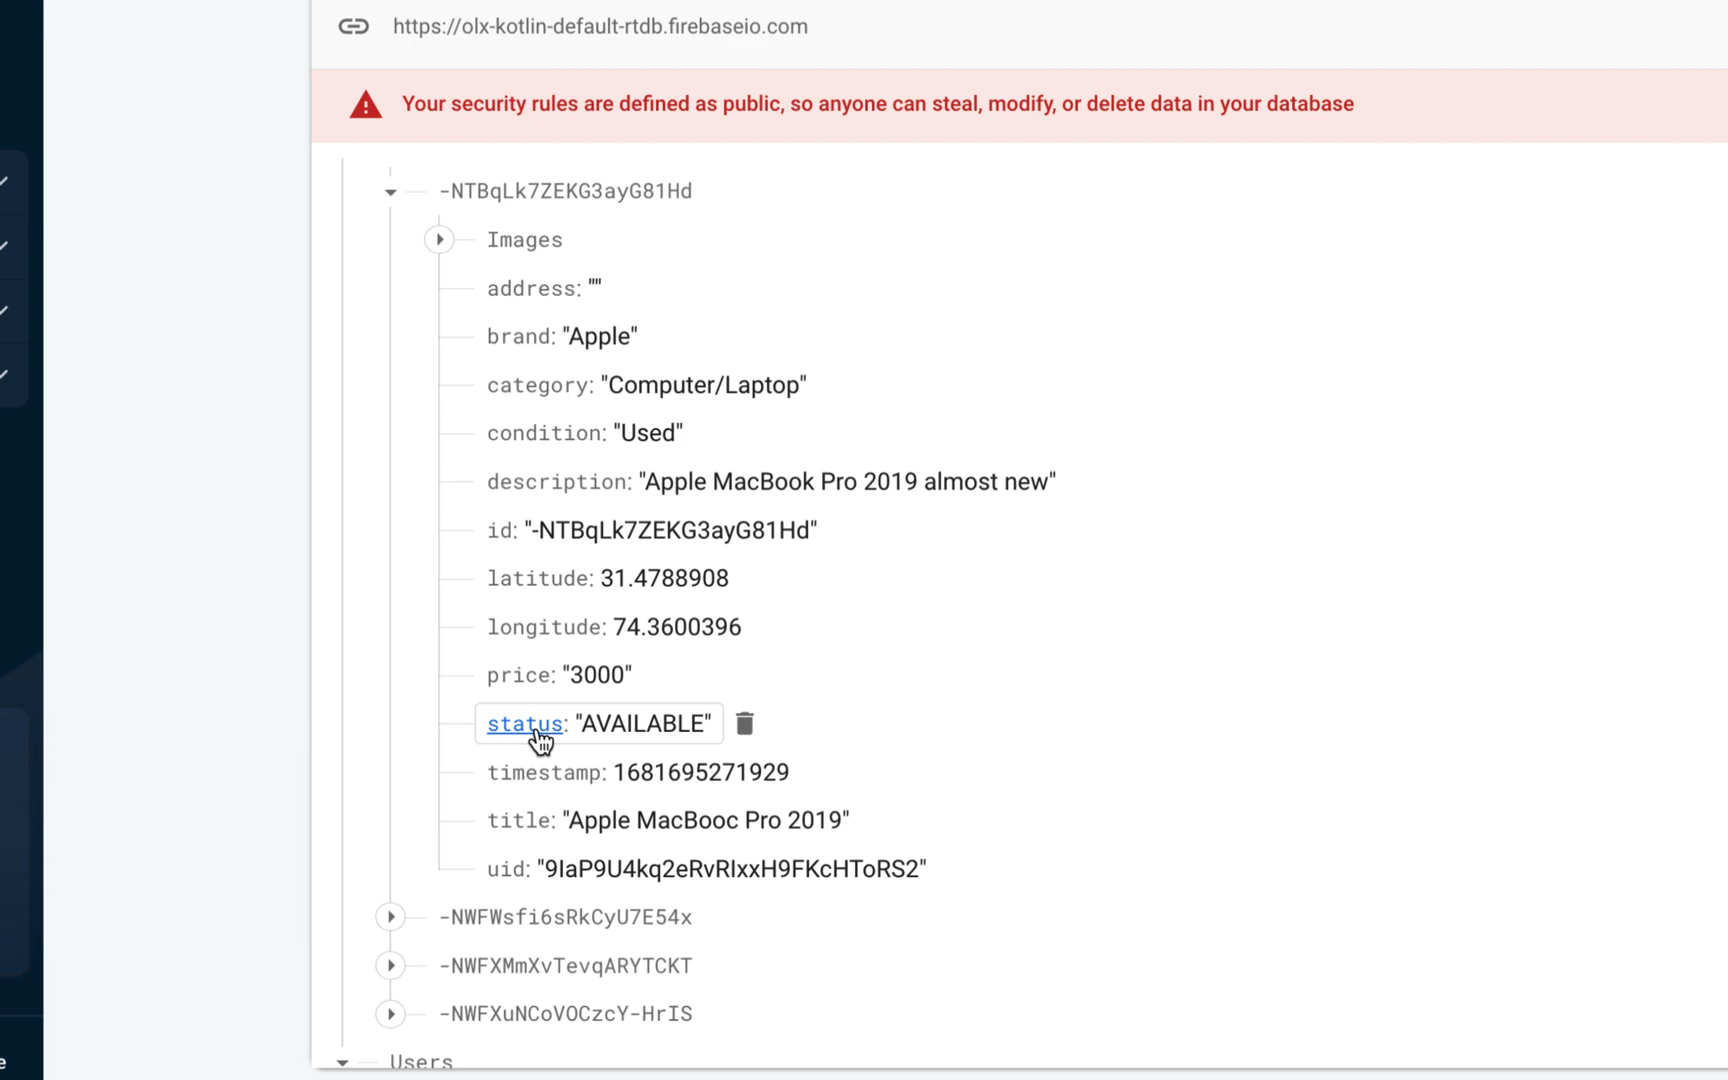 https://olx-kotlin-default-rtdb.firebaseio.com
Your security rules are defined as public, so anyone can steal, modify, or delete data in your database
-NTBqLk7ZEKG3ayG81Hd
Images
address: ""
brand: "Apple"
category: "Computer/Laptop"
condition: "Used"
description: "Apple MacBook Pro 2019 almost new"
id: "-NTBqLk7ZEKG3ayG81Hd"
latitude: 31.4788908
longitude: 74.3600396
price: "3000"
status: "AVAILABLE"
timestamp: 1681695271929
title: "Apple MacBooc Pro 2019"
uid: "9IaP9U4kq2eRvRlxxH9FKcHToRS2"
-NWFWsfi6sRkCyU7E54x
-NWFXMmXvTevqARYTCKT
-NWFXuNCoVOCzcY-HrIS
e
Users